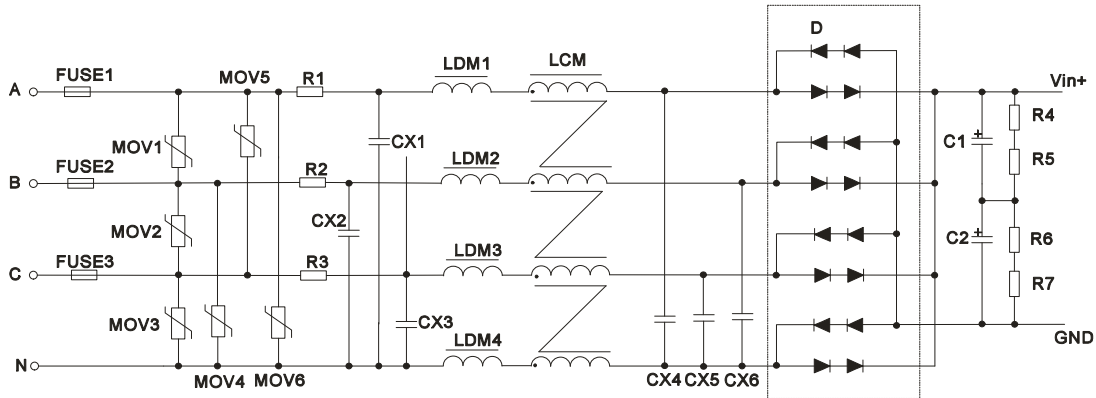 D
FUSE1
MOV5
R1
LDM1
LCM
A
Vin+
R4
MOV1
CX1
C1
+
FUSE2
R2
LDM2
R5
B
CX2
MOV2
C2
+
R6
FUSE3
R3
LDM3
C
R7
MOV3
CX3
LDM4
GND
N
MOV4
MOV6
CX4
CX5
CX6